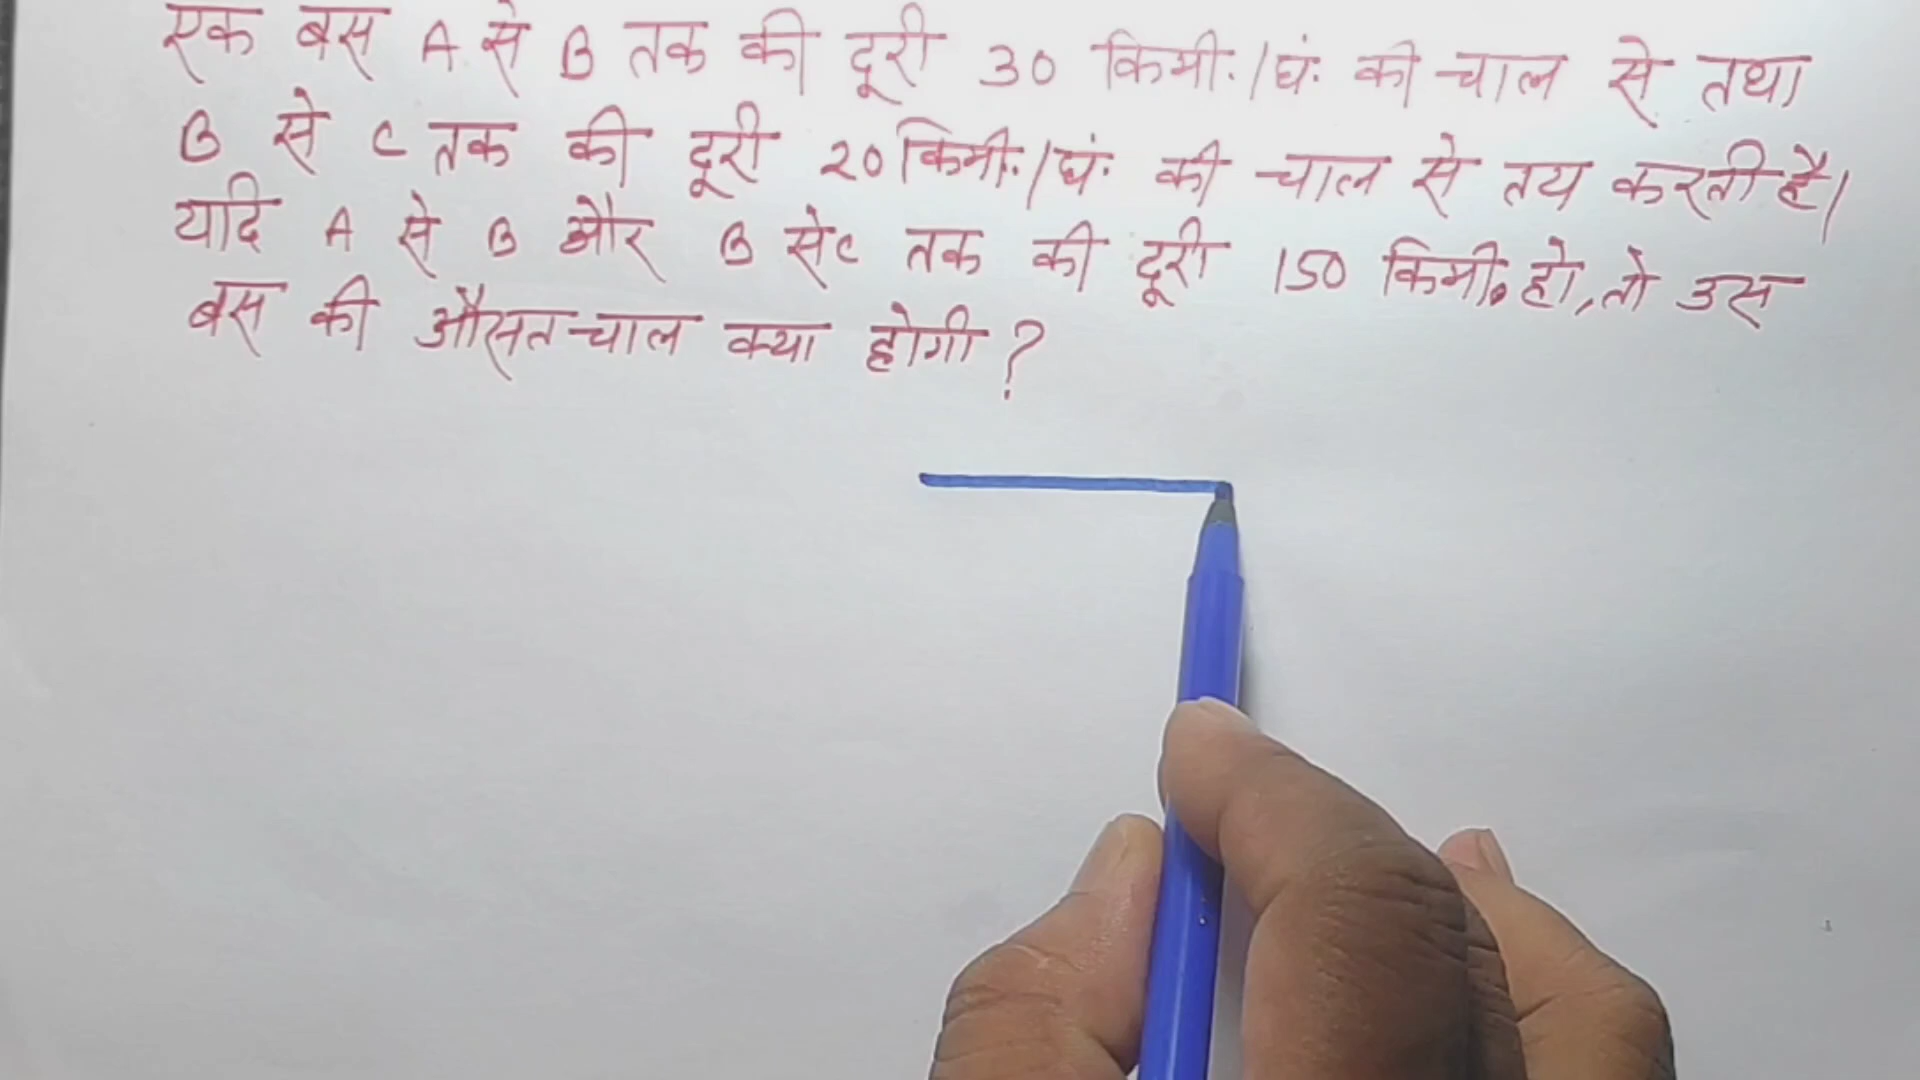 एक बस A से B तक की दूरी 30 किमी./घं. की चाल से तथा
B से C तक की दूरी 20 किमी./घं. की चाल से तय करती है।
यदि A से B और B से C तक की दूरी 150 किमी. हो, तो उस
बस की औसत चाल क्या होगी ?